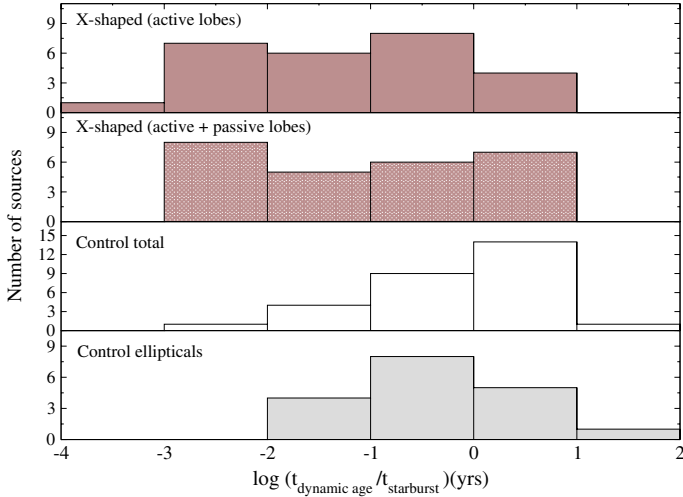 X-shaped (active lobes)
9
6
3
0
X-shaped (active + passive lobes)
9
6
3
0
Control total
15
12
9
6
3
0
Control ellipticals
9
6
3
0
-4 -3 -2 -1 0 1 2
Number of sources
log (t_dynamic age/t_starburst)(yrs)